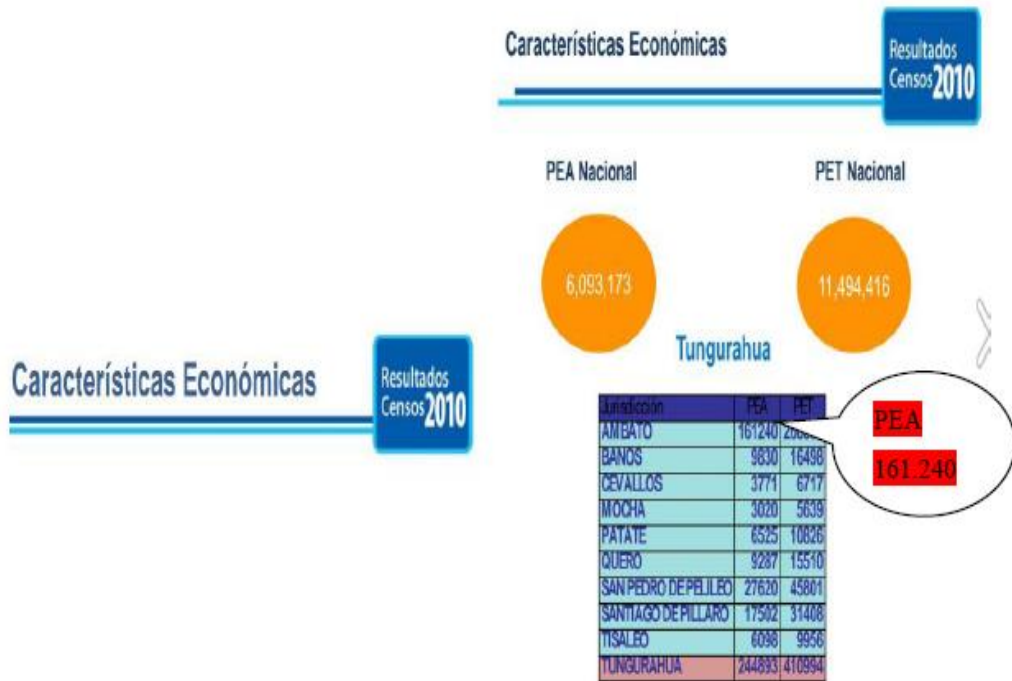 Características Económicas
Resultados
Censos 2010
PEA Nacional
PET Nacional
6,093,173
11,494,416
Tungurahua
Jurisdicción PEA PET
AMBATO 161240
BANOS 9830 16498
CEVALLOS 3771 6717
MOCHA 3020 5639
PATATE 6525 10826
QUERO 9287 15510
SAN PEDRO DE PELILEO 27620 45801
SANTIAGO DE PILLARO 17502 31408
TISALEO 6098 9956
TUNGURAHUA 244893 410994
PEA
161.240
Características Económicas
Resultados
Censos 2010